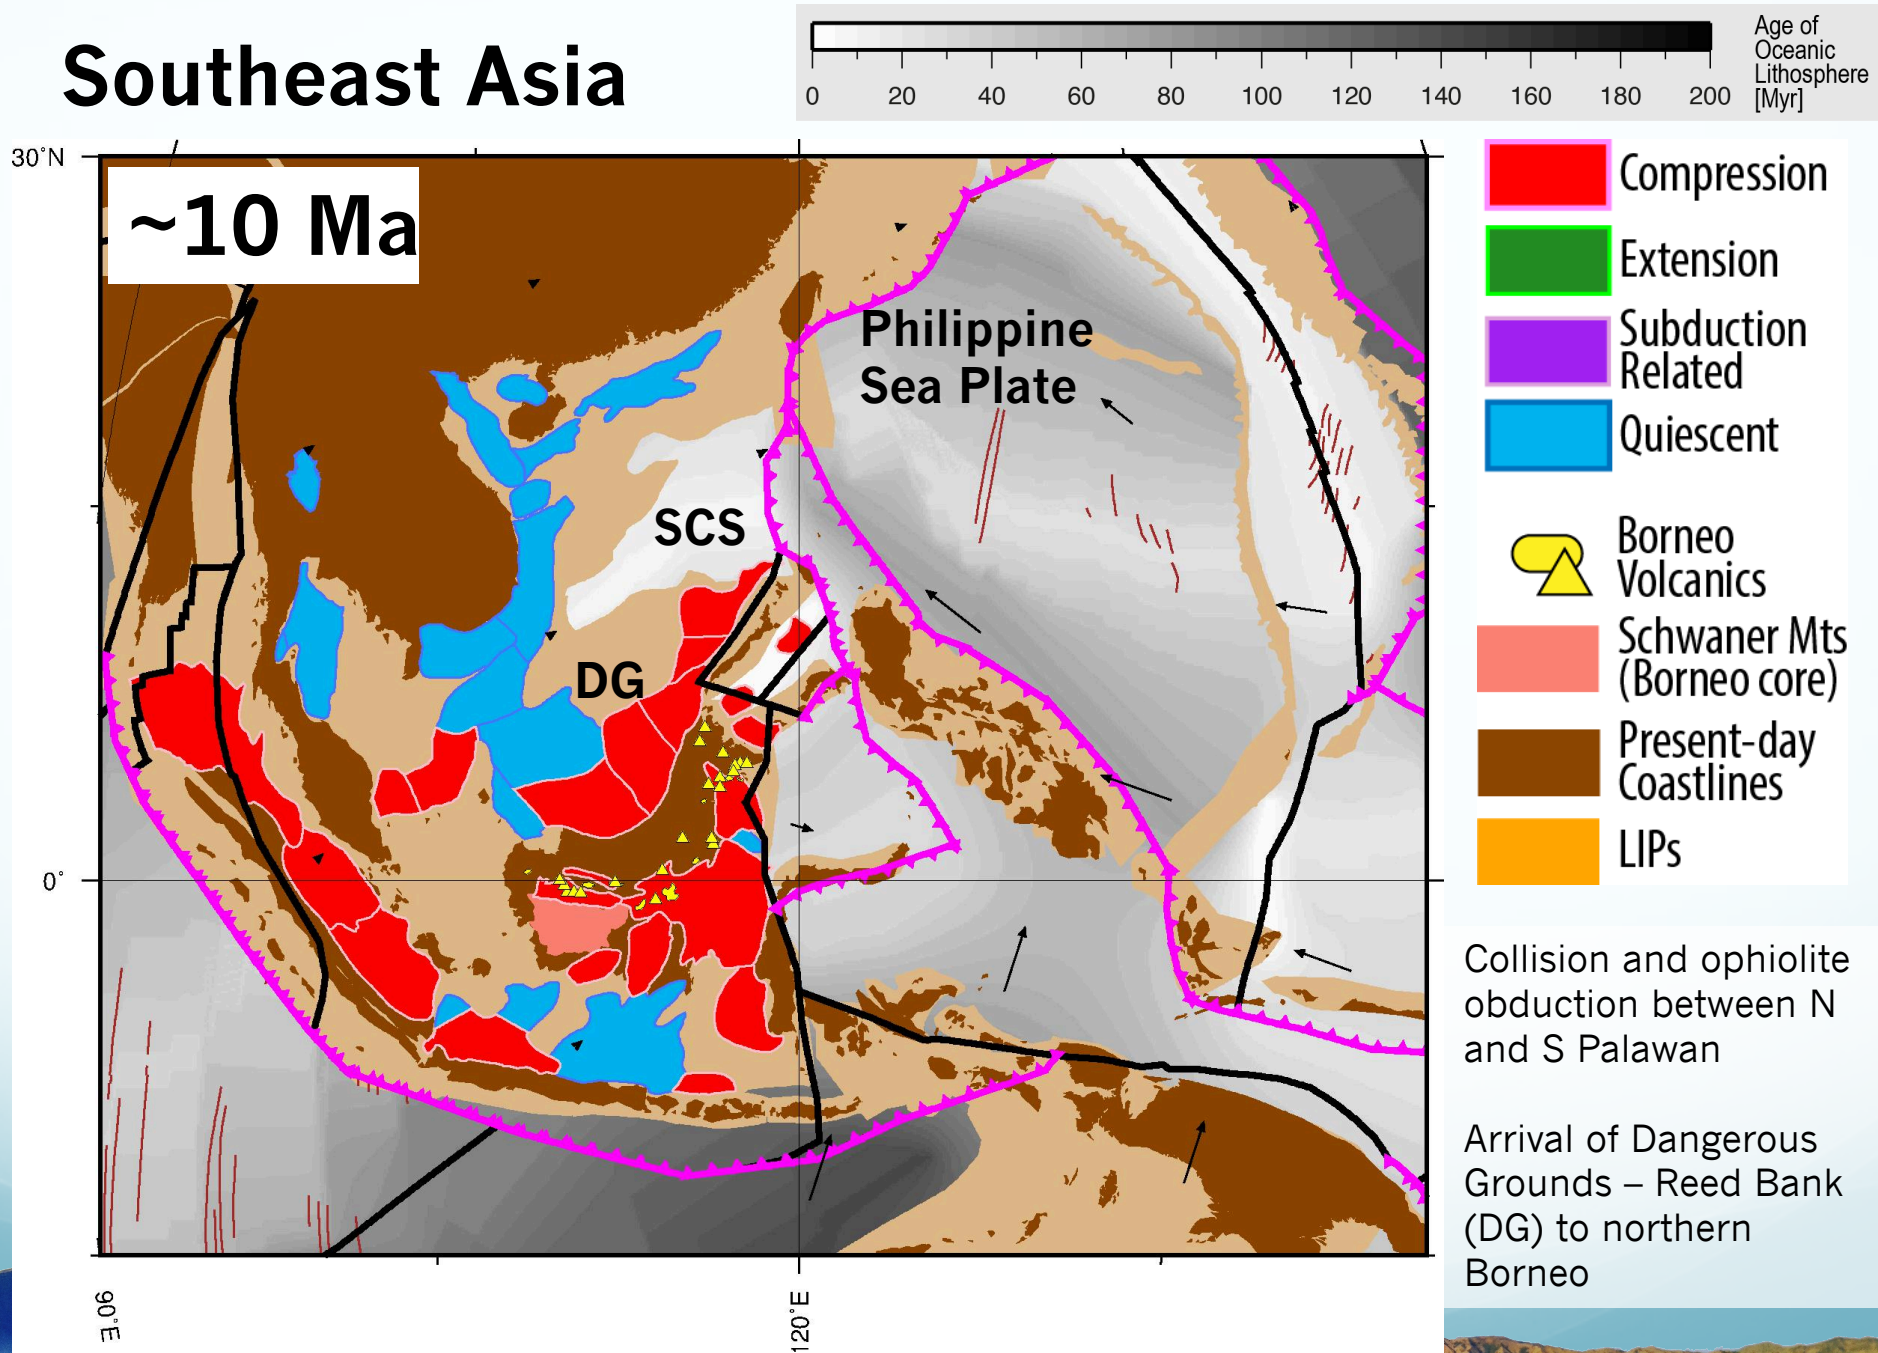 Southeast Asia
0 20 40 60 80 100 120 140 160 180 200
Age of
Oceanic
Lithosphere
[Myr]
30°N
~10 Ma
Philippine
Sea Plate
SCS
DG
0°
90°E
120°E
Compression
Extension
Subduction
Related
Quiescent
Borneo
Volcanics
Schwaner Mts
(Borneo core)
Present-day
Coastlines
LIPs
Collision and ophiolite
obduction between N
and S Palawan
Arrival of Dangerous
Grounds – Reed Bank
(DG) to northern
Borneo